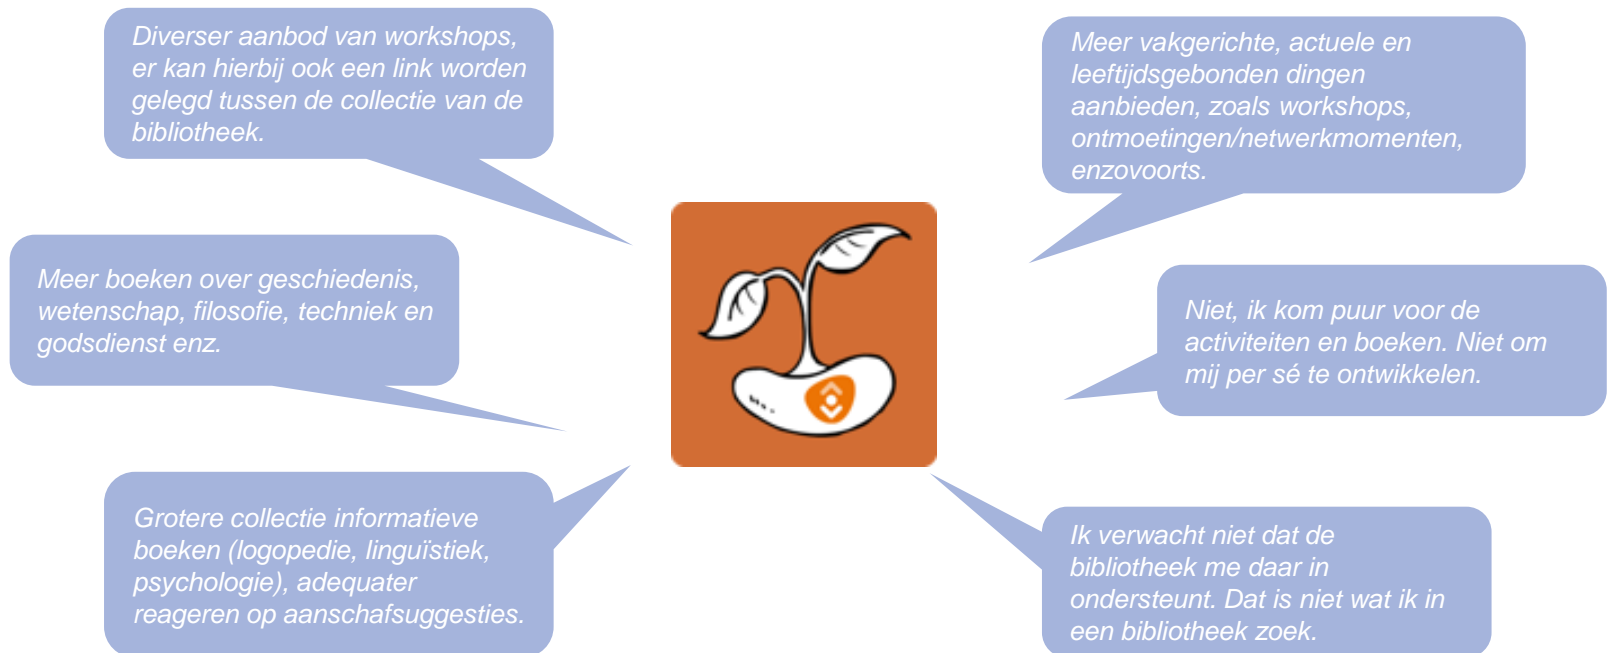 Diverser aanbod van workshops,
er kan hierbij ook een link worden
gelegd tussen de collectie van de
bibliotheek.
Meer boeken over geschiedenis,
wetenschap, filosofie, techniek en
godsdienst enz.
Grotere collectie informatieve
boeken (logopedie, linguïstiek,
psychologie), adequater
reageren op aanschafsuggesties.
Meer vakgerichte, actuele en
leeftijdsgebonden dingen
aanbieden, zoals workshops,
ontmoetingen/netwerkmomenten,
enzovoorts.
Niet, ik kom puur voor de
activiteiten en boeken. Niet om
mij per sé te ontwikkelen.
Ik verwacht niet dat de
bibliotheek me daar in
ondersteunt. Dat is niet wat ik in
een bibliotheek zoek.